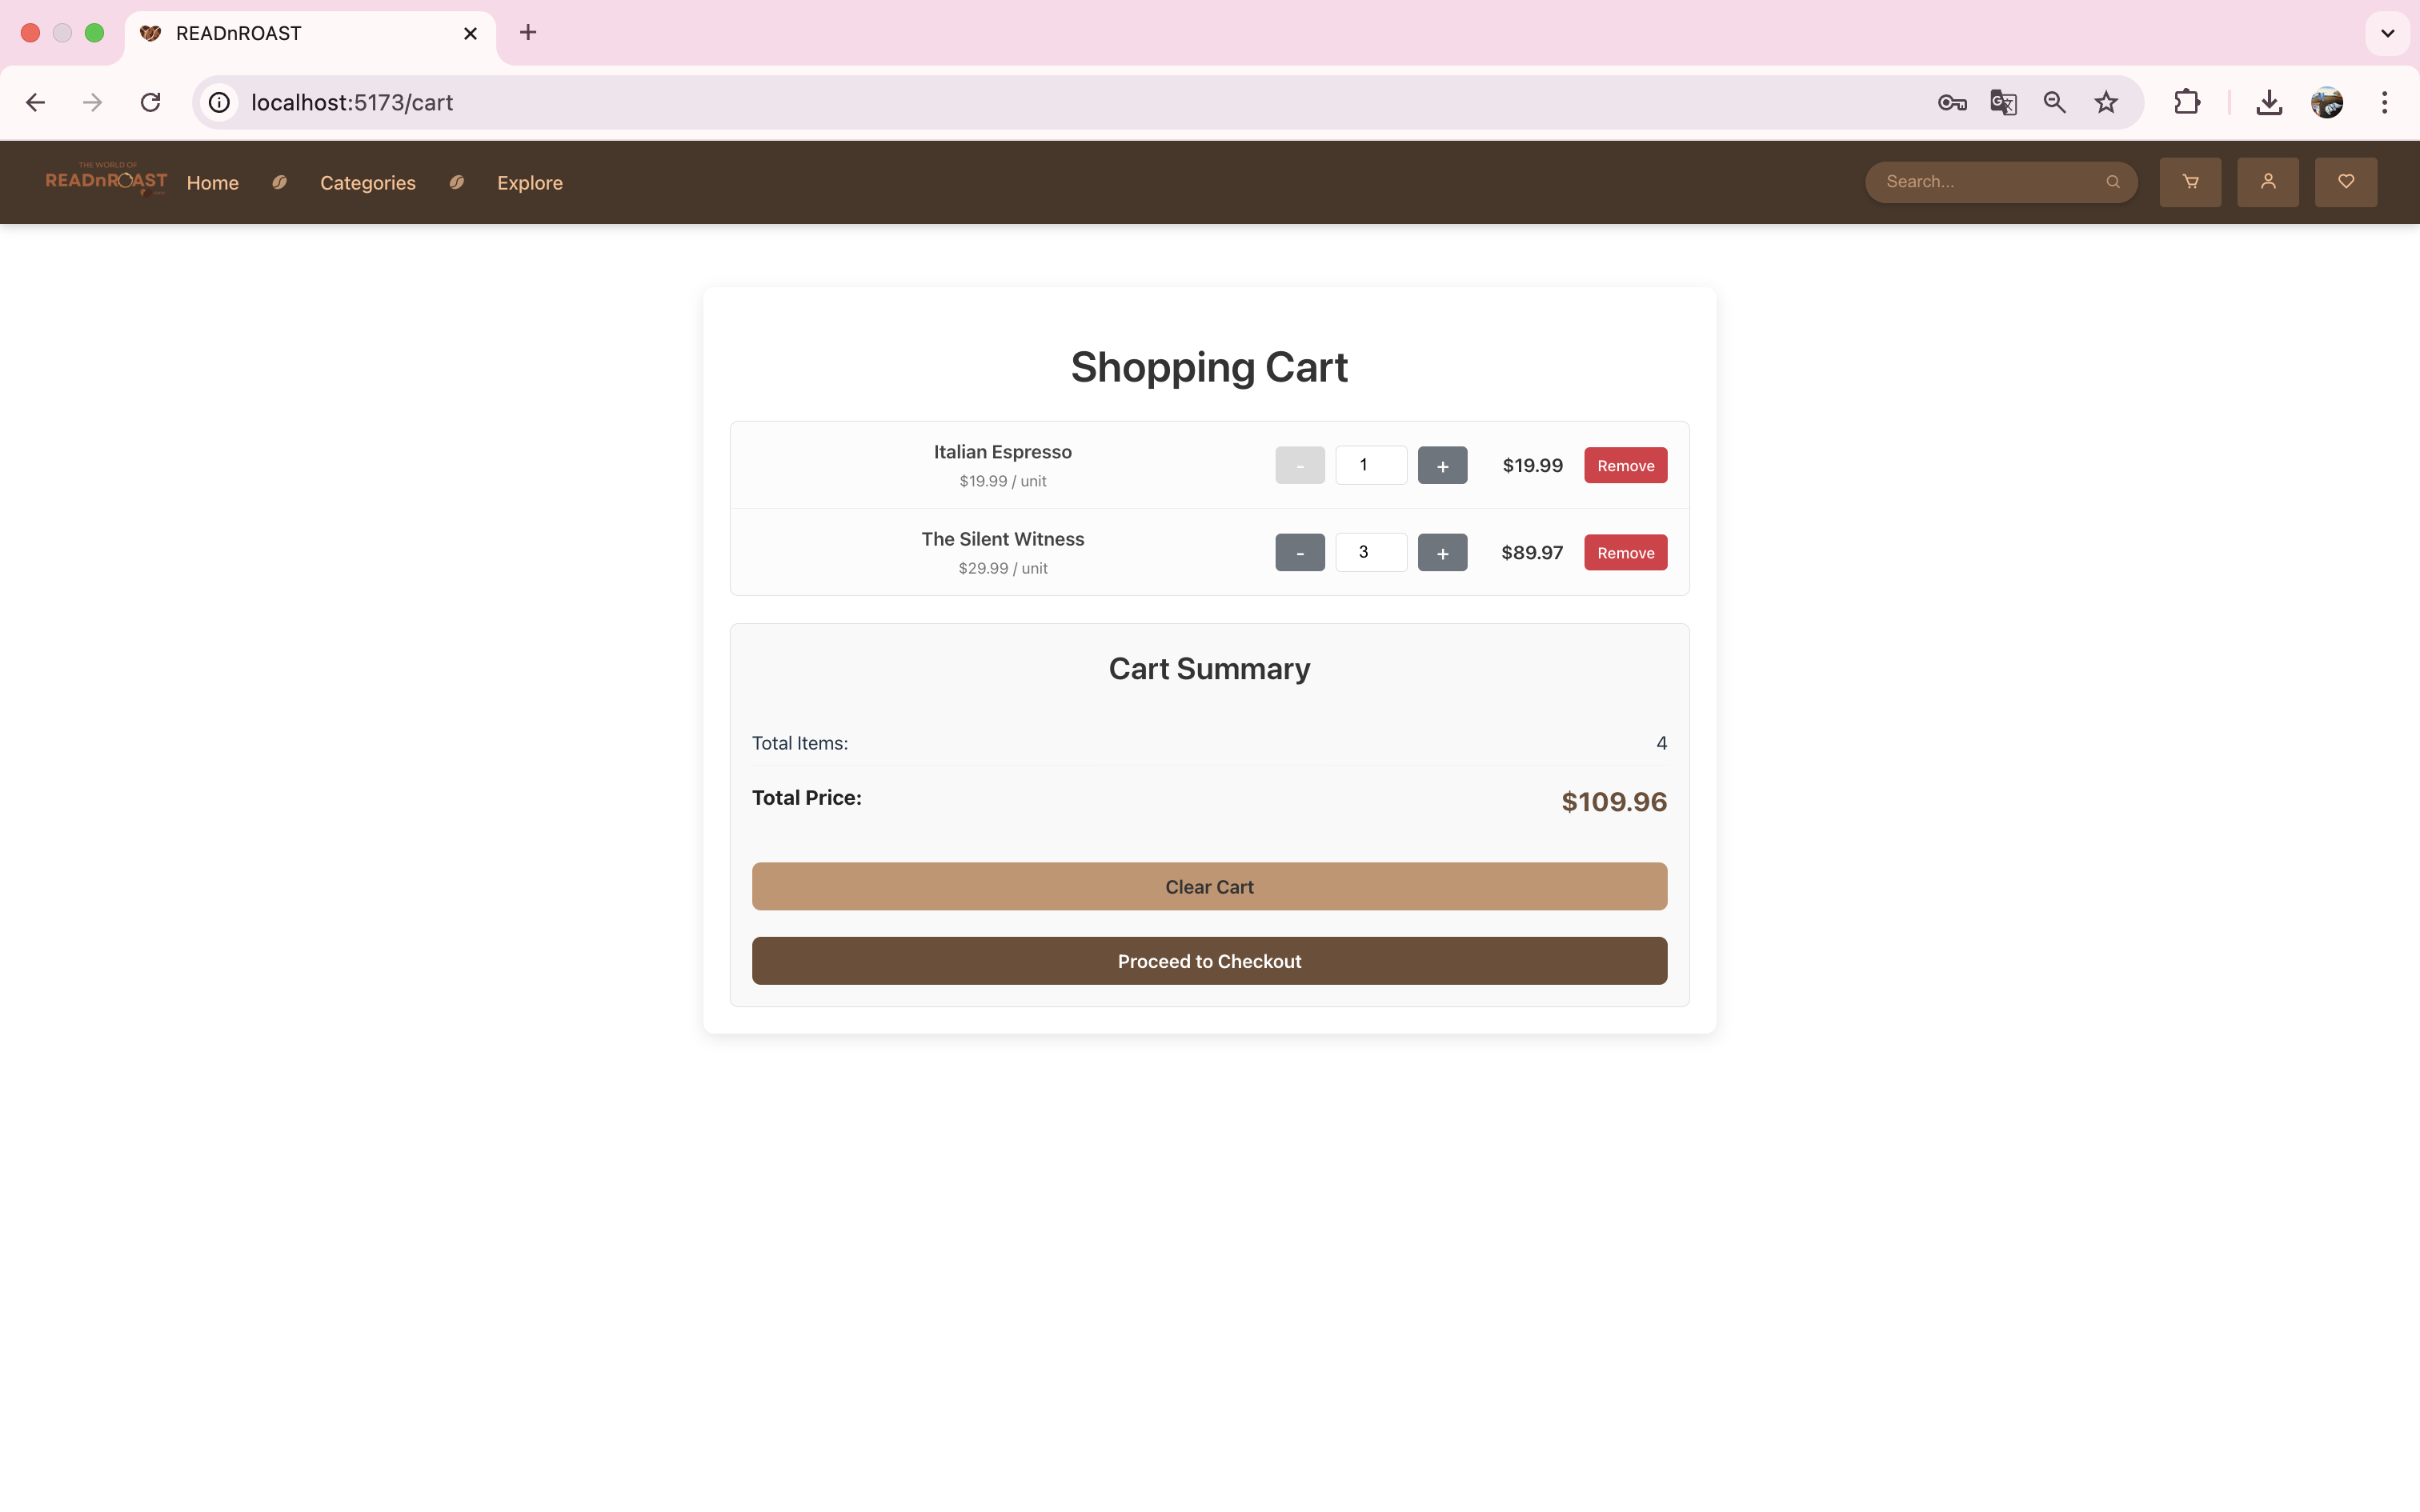 READnROAST
localhost:5173/cart
THE WORLD OF
READnROAST
Home
Categories
Explore
Search...
Shopping Cart
Italian Espresso
$19.99 / unit
- 1 + $19.99 Remove
The Silent Witness
$29.99 / unit
- 3 + $89.97 Remove
Cart Summary
Total Items: 4
Total Price: $109.96
Clear Cart
Proceed to Checkout